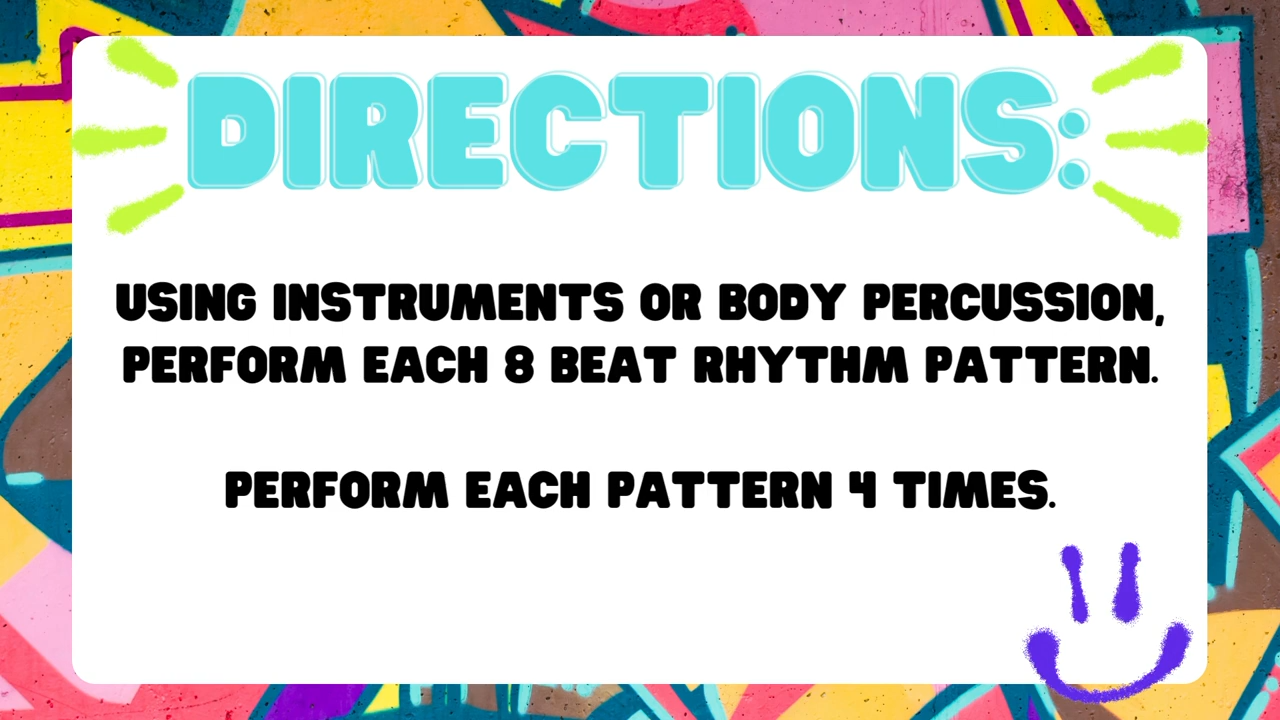 DIRECTIONS:
USING INSTRUMENTS OR BODY PERCUSSION,
PERFORM EACH 8 BEAT RHYTHM PATTERN.
PERFORM EACH PATTERN 4 TIMES.